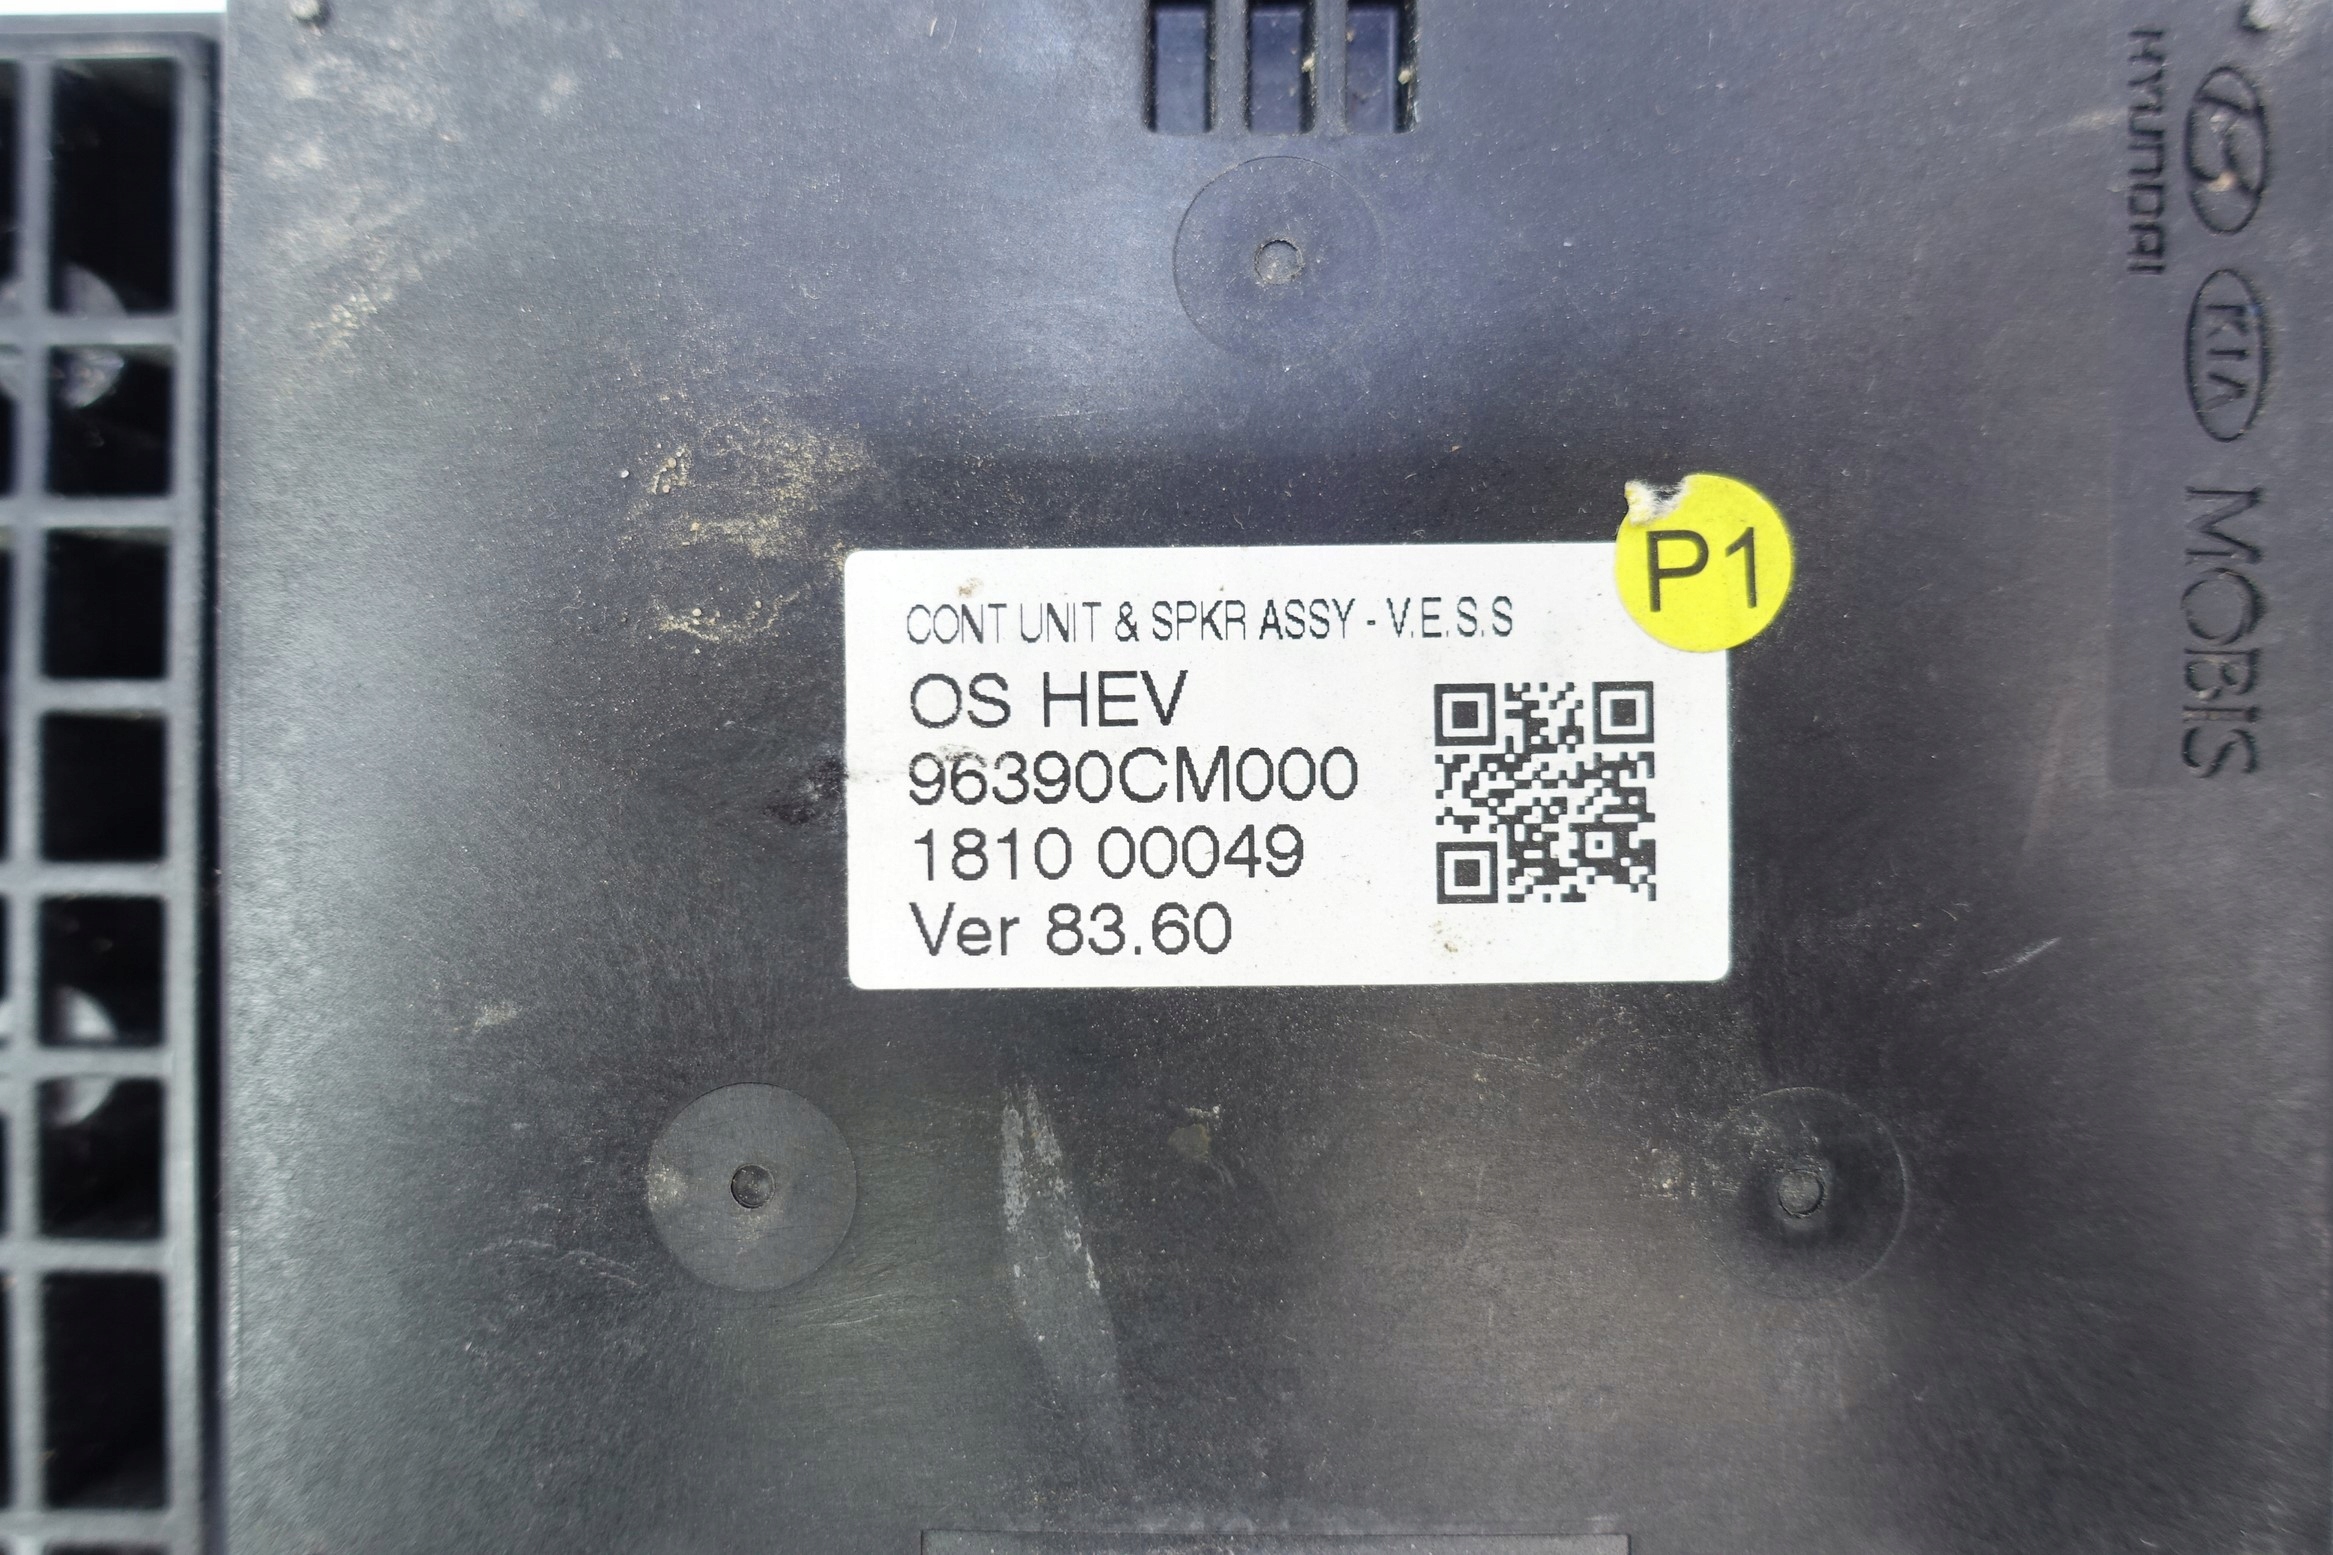 CONT UNIT & SPKR ASSY - V.E.S.S
OS HEV
96390CM000
1810 00049
Ver 83.60
P1
HYUNDAI
KIA
MOBIS